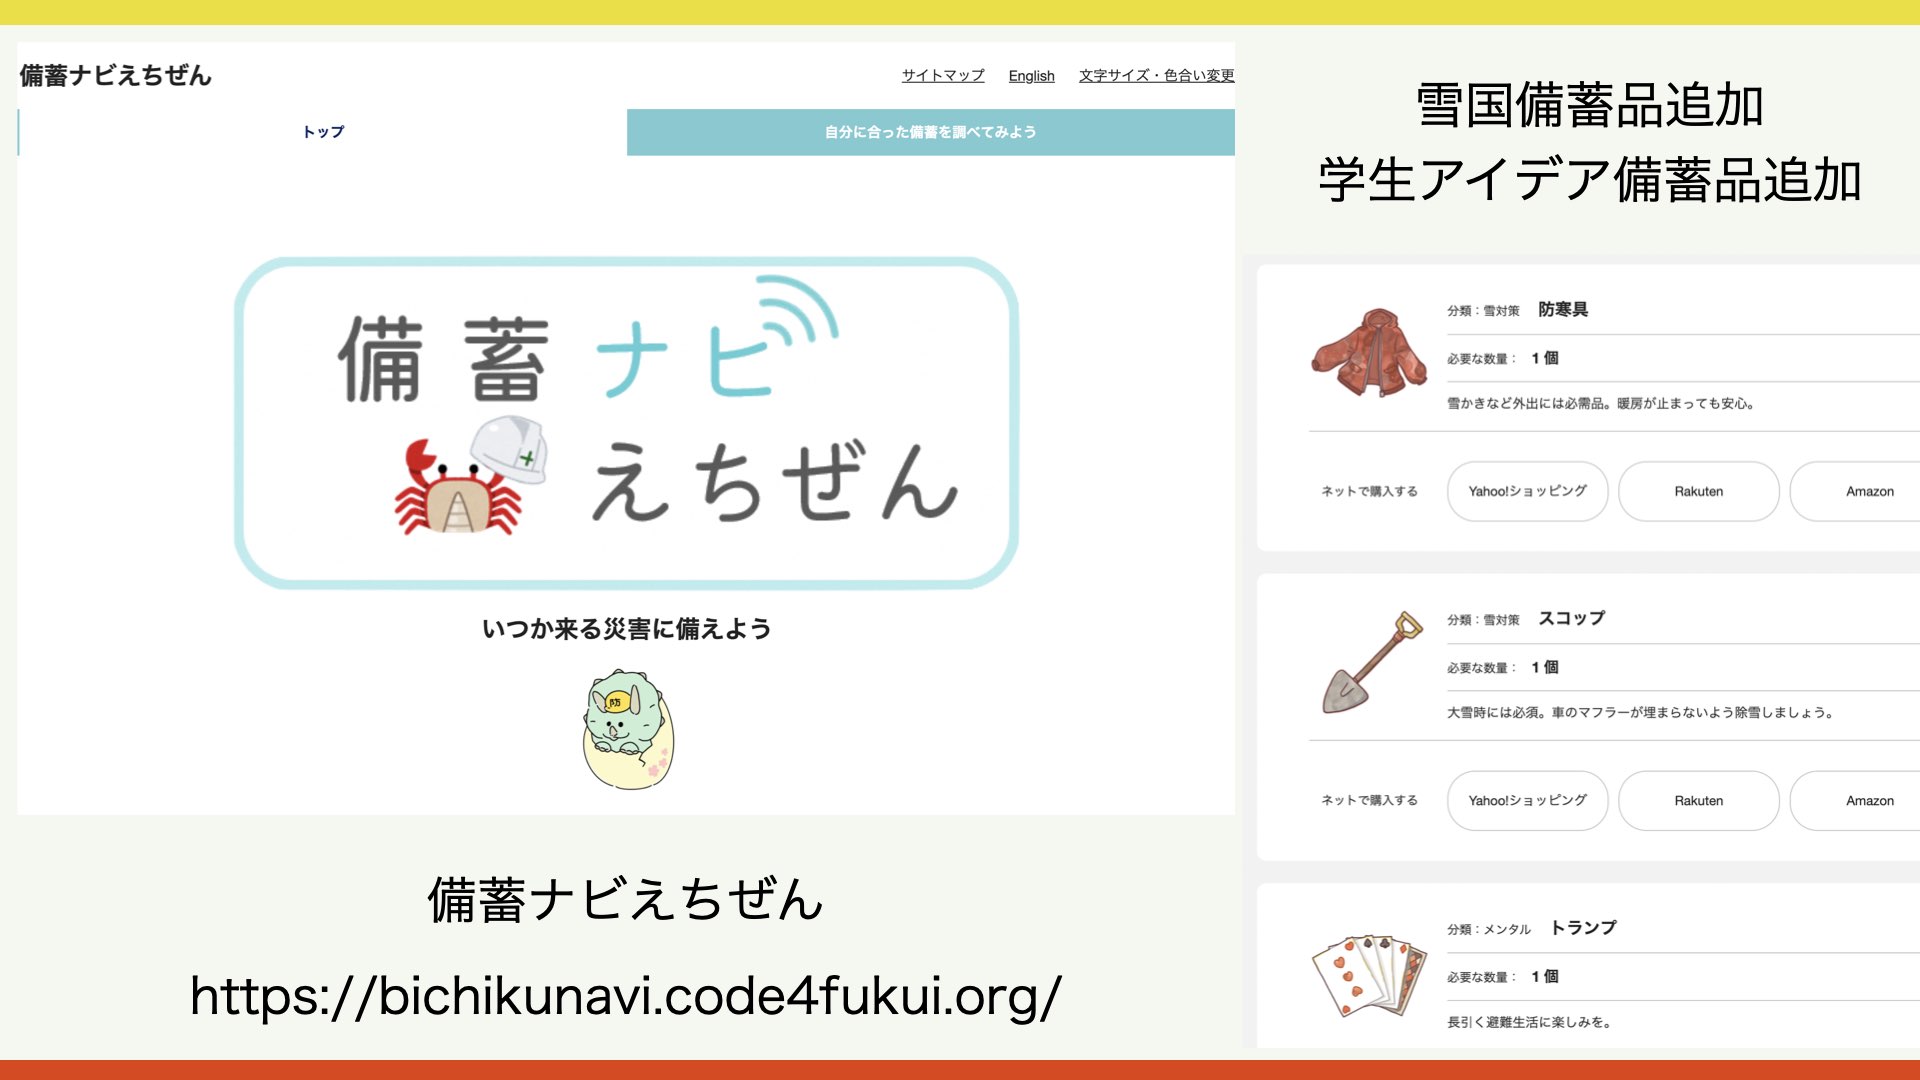 備蓄ナビえちぜん
サイトマップ English 文字サイズ・色合い変更
トップ 自分に合った備蓄を調べてみよう
備蓄ナビ
えちぜん
いつか来る災害に備えよう
防
備蓄ナビえちぜん
https://bichikunavi.code4fukui.org/
雪国備蓄品追加
学生アイデア備蓄品追加
分類：雪対策 防寒具
必要な数量： 1 個
雪かきなど外出には必需品。暖房が止まっても安心。
ネットで購入する Yahoo!ショッピング Rakuten Amazon
分類：雪対策 スコップ
必要な数量： 1 個
大雪時には必須。車のマフラーが埋まらないよう除雪しましょう。
ネットで購入する Yahoo!ショッピング Rakuten Amazon
分類：メンタル トランプ
必要な数量： 1 個
長引く避難生活に楽しみを。